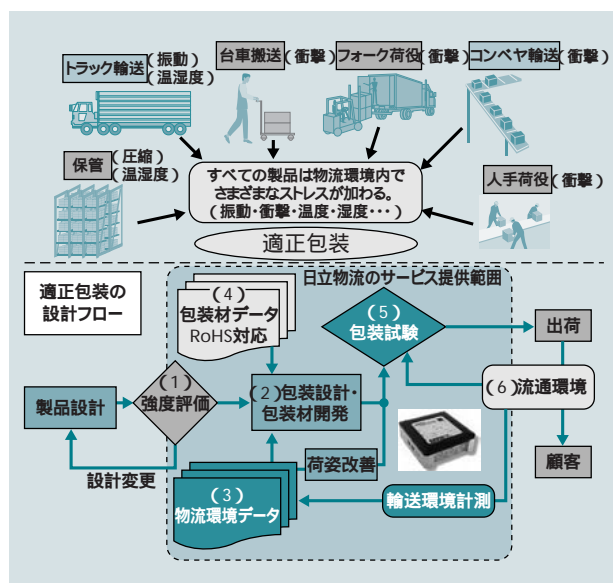 トラック輸送
(振動
温湿度)
台車搬送(衝撃)
フォーク荷役(衝撃)
コンベヤ輸送(衝撃)
保管
(圧縮
温湿度)
人手荷役(衝撃)
すべての製品は物流環境内で
さまざまなストレスが加わる。
(振動・衝撃・温度・湿度・・・)
適正包装
適正包装の
設計フロー
日立物流のサービス提供範囲
(4)
包装材データ
RoHS対応
(5)
包装試験
出荷
製品設計
(1)
強度評価
(2)包装設計・
包装材開発
(6)流通環境
荷姿改善
設計変更
(3)
物流環境データ
輸送環境計測
顧客